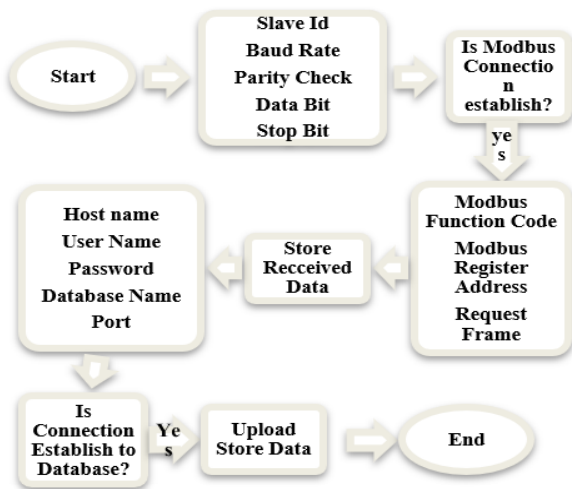 Start
Slave Id
Baud Rate
Parity Check
Data Bit
Stop Bit
Is Modbus
Connectio
n
establish?
ye
s
Modbus
Function Code
Modbus
Register
Address
Request
Frame
Store
Recceived
Data
Host name
User Name
Password
Database Name
Port
Is
Connection
Establish to
Database?
Ye
s
Upload
Store Data
End